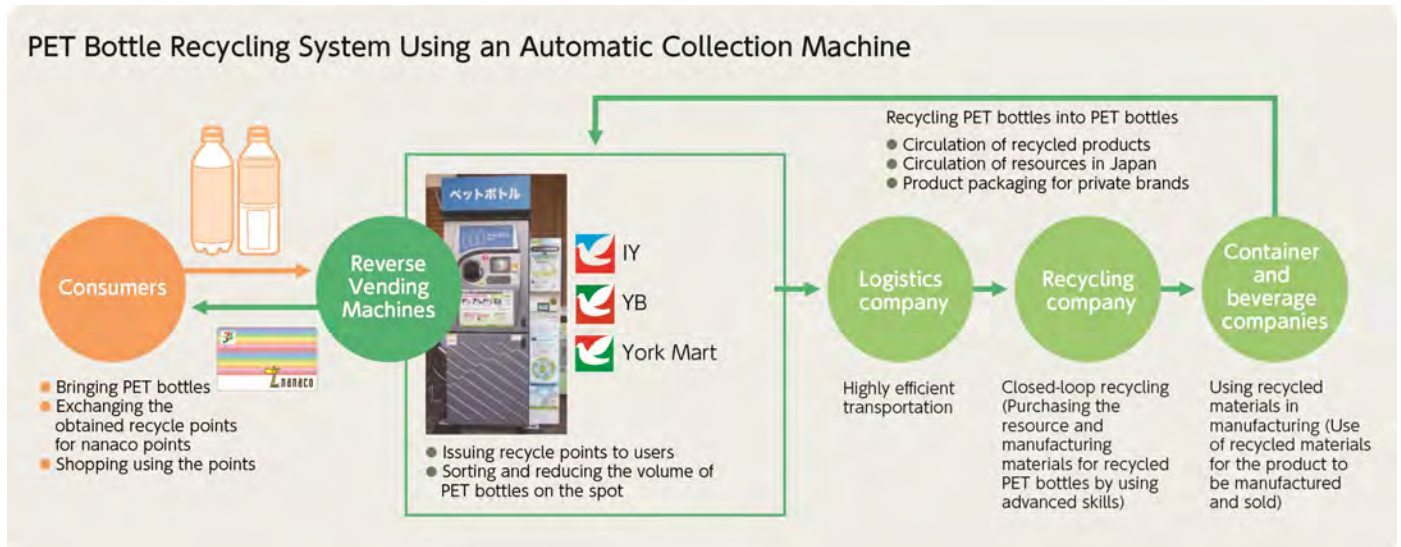 PET Bottle Recycling System Using an Automatic Collection Machine
Recycling PET bottles into PET bottles
● Circulation of recycled products
● Circulation of resources in Japan
● Product packaging for private brands
Consumers
■ Bringing PET bottles
● Exchanging the
obtained recycle points
for nanaco points
■ Shopping using the points
nanaco
Reverse
Vending
Machines
ペットボトル
IY
YB
York Mart
● Issuing recycle points to users
● Sorting and reducing the volume of
PET bottles on the spot
Logistics
company
Highly efficient
transportation
Recycling
company
Closed-loop recycling
(Purchasing the
resource and
manufacturing
materials for recycled
PET bottles by using
advanced skills)
Container
and
beverage
companies
Using recycled
materials in
manufacturing (Use
of recycled materials
for the product to
be manufactured
and sold)